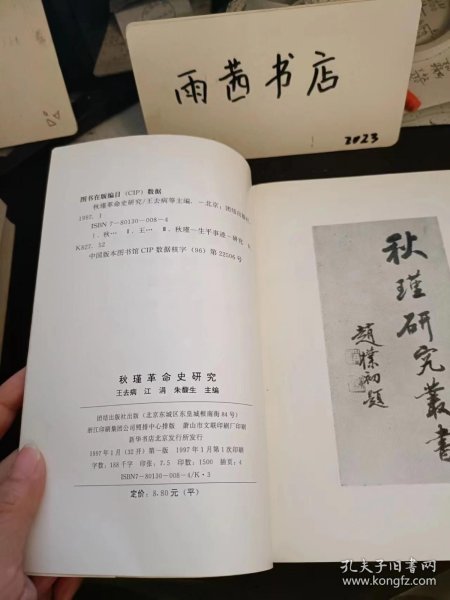 雨茜书店
2023
图书在版编目(CIP)数据
秋瑾革命史研究/王去病等主编.—北京:团结出版社
1997.1
ISBN 7-80130-008-4
Ⅰ.秋… Ⅱ.王… Ⅲ.秋瑾-生平事迹-研究
K827.52
中国版本图书馆CIP数据核字(96)第22506号
秋瑾革命史研究
王去病 江涓 朱馥生 主编
团结出版社出版(北京东城区东皇城根南街84号)
浙江印刷集团公司照排中心排版 萧山市文联印刷厂印刷
新华书店北京发行所发行
1997年1月(32开)第一版 1997年1月第1次印刷
字数:188千字 印张:7.5 印数:1500 插页:4
ISBN7-80130-008-4/K·3
定价:8.80元(平)
秋瑾研究叢書
趙樸初題
孔夫子旧书网
www.kongfz.com